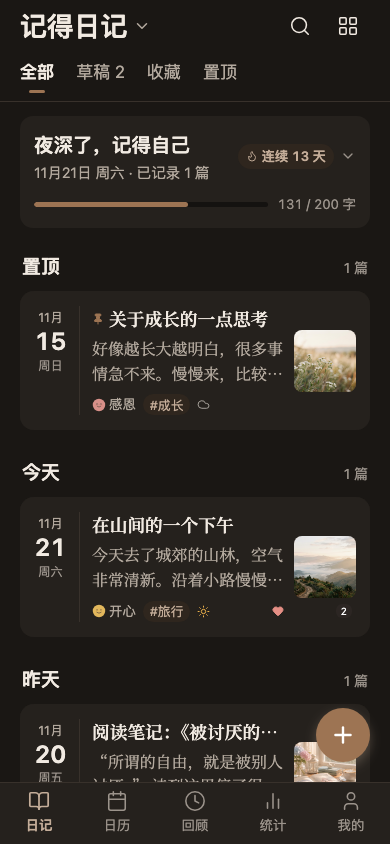 记得日记
全部 草稿 2 收藏 置顶
夜深了，记得自己
11月21日 周六 · 已记录 1 篇
连续 13 天
131 / 200 字
置顶
1 篇
11月
15
周日
关于成长的一点思考
好像越长大越明白，很多事
情急不来。慢慢来，比较…
感恩 #成长
今天
1 篇
11月
21
周六
在山间的一个下午
今天去了城郊的山林，空气
非常清新。沿着小路慢慢…
开心 #旅行
2
昨天
1 篇
11月
20
周五
阅读笔记：《被讨厌的…
“所谓的自由，就是被别人
日记 日历 回顾 统计 我的